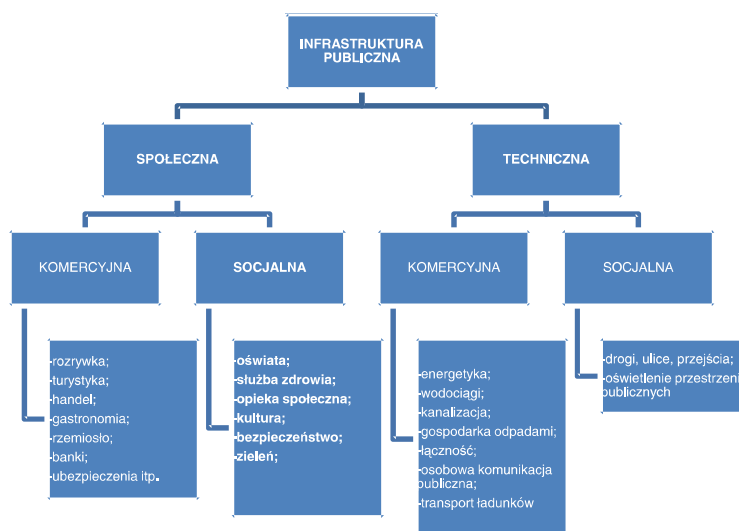 INFRASTRUKTURA
PUBLICZNA
SPOŁECZNA
TECHNICZNA
KOMERCYJNA
SOCJALNA
KOMERCYJNA
SOCJALNA
-rozrywka;
-turystyka;
-handel;
-gastronomia;
-rzemiosło;
-banki;
-ubezpieczenia itp.
-oświata;
-służba zdrowia;
-opieka społeczna;
-kultura;
-bezpieczeństwo;
-zieleń;
-energetyka;
-wodociągi;
-kanalizacja;
-gospodarka odpadami;
-łączność;
-osobowa komunikacja
publiczna;
-transport ładunków
-drogi, ulice, przejścia;
-oświetlenie przestrzeni
publicznych